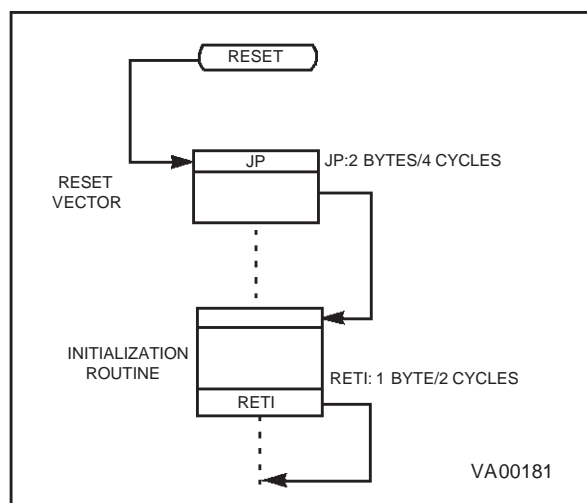 RESET
JP
JP:2 BYTES/4 CYCLES
RESET
VECTOR
INITIALIZATION
ROUTINE
RETI: 1 BYTE/2 CYCLES
RETI
VA00181